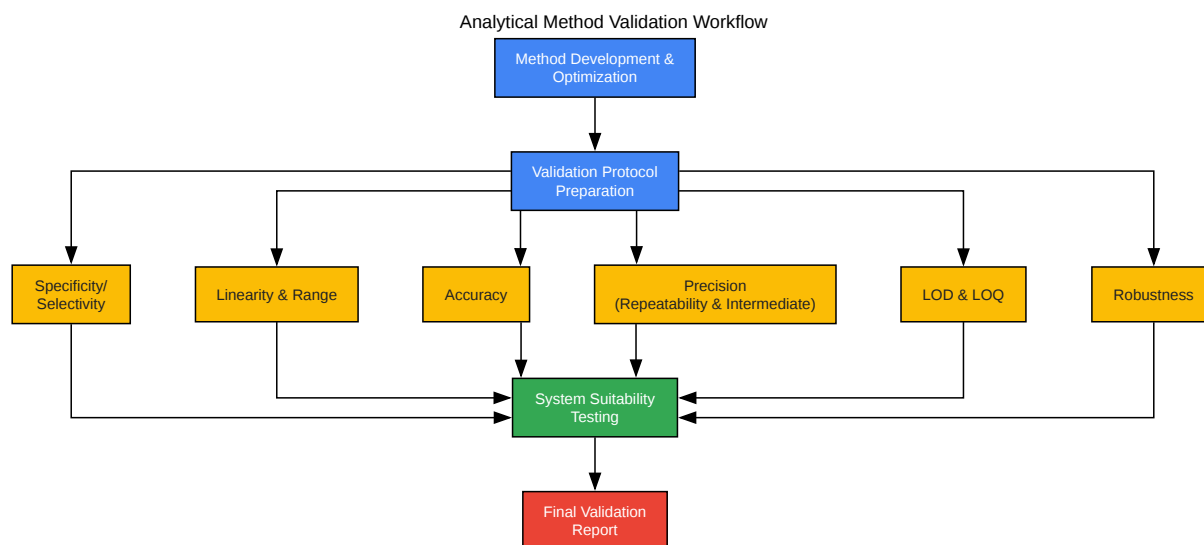 Analytical Method Validation Workflow
Method Development &
Optimization
Validation Protocol
Preparation
Specificity/
Selectivity
Linearity & Range
Accuracy
Precision
(Repeatability & Intermediate)
LOD & LOQ
Robustness
System Suitability
Testing
Final Validation
Report